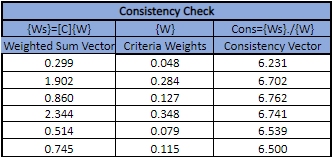 Consistency Check
{Ws}=[C]{W} {W} Cons={Ws}./{W}
Weighted Sum Vector Criteria Weights Consistency Vector
0.299 0.048 6.231
1.902 0.284 6.702
0.860 0.127 6.762
2.344 0.348 6.741
0.514 0.079 6.539
0.745 0.115 6.500